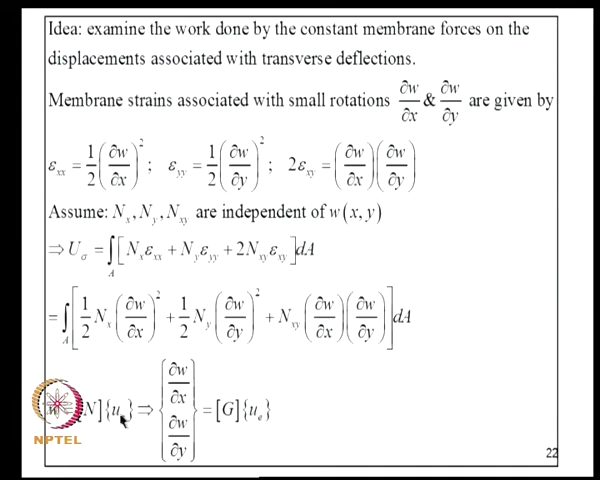 Idea: examine the work done by the constant membrane forces on the
displacements associated with transverse deflections.
Membrane strains associated with small rotations ∂w/∂x & ∂w/∂y are given by
ε_xx = 1/2 (∂w/∂x)^2 ; ε_yy = 1/2 (∂w/∂y)^2 ; 2ε_xy = (∂w/∂x)(∂w/∂y)
Assume: N_x, N_y, N_xy are independent of w(x, y)
⇒ U_σ = ∫_A [N_x ε_xx + N_y ε_yy + 2N_xy ε_xy] dA
= ∫_A [1/2 N_x (∂w/∂x)^2 + 1/2 N_y (∂w/∂y)^2 + N_xy (∂w/∂x)(∂w/∂y)] dA
N]{u_e} ⇒ {∂w/∂x ∂w/∂y} = [G]{u_e}
NPTEL
22